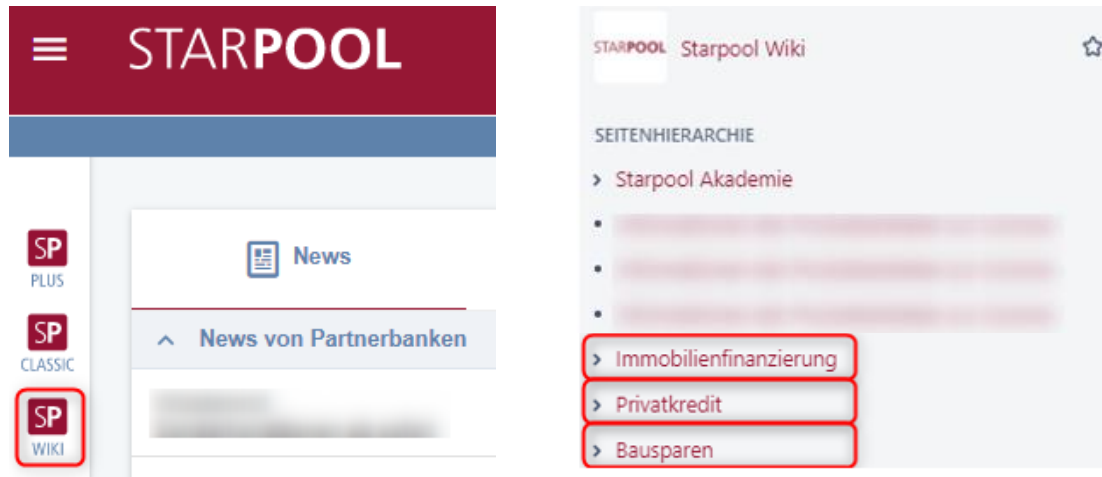 STARPOOL
SP
PLUS
News
SP
CLASSIC
News von Partnerbanken
SP
WIKI
STARPOOL Starpool Wiki
SEITENHIERARCHIE
Starpool Akademie
Immobilienfinanzierung
Privatkredit
Bausparen